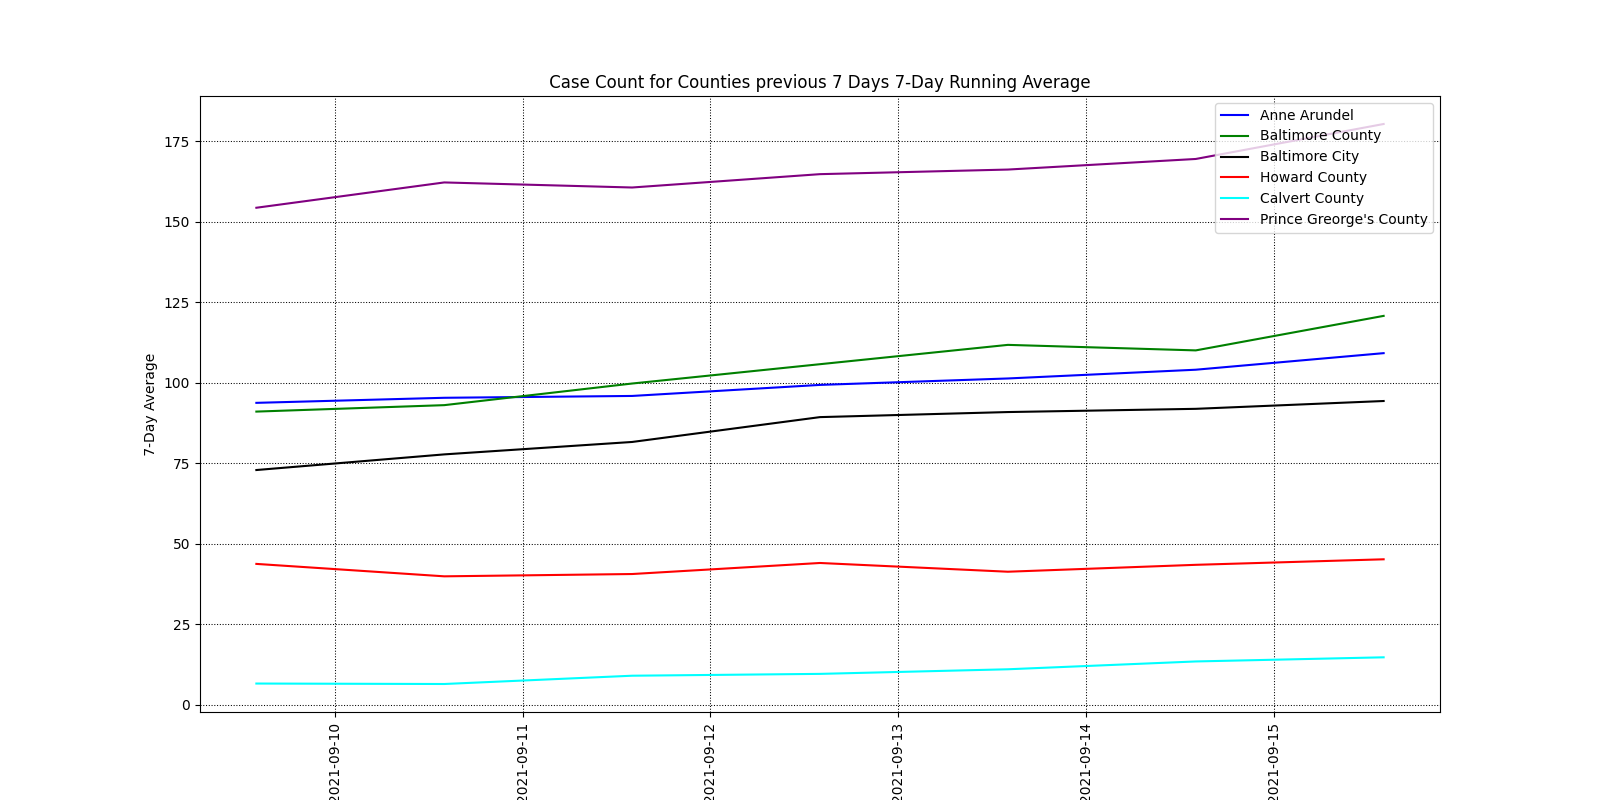 Case Count for Counties previous 7 Days 7-Day Running Average
Anne Arundel
Baltimore County
Baltimore City
Howard County
Calvert County
Prince Greorge's County
7-Day Average
175
150
125
100
75
50
25
0
2021-09-10
2021-09-11
2021-09-12
2021-09-13
2021-09-14
2021-09-15